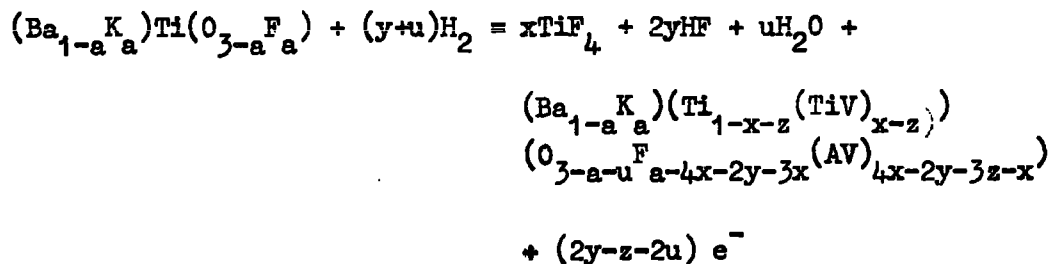 (Ba1-aKa)Ti(O3-aFa) + (y+u)H2 = xTiF4 + 2yHF + uH2O +
(Ba1-aKa)(Ti1-x-z(TiV)x-z)
(O3-a-uFa-4x-2y-3x(AV)4x-2y-3z-x)
+ (2y-z-2u) e-